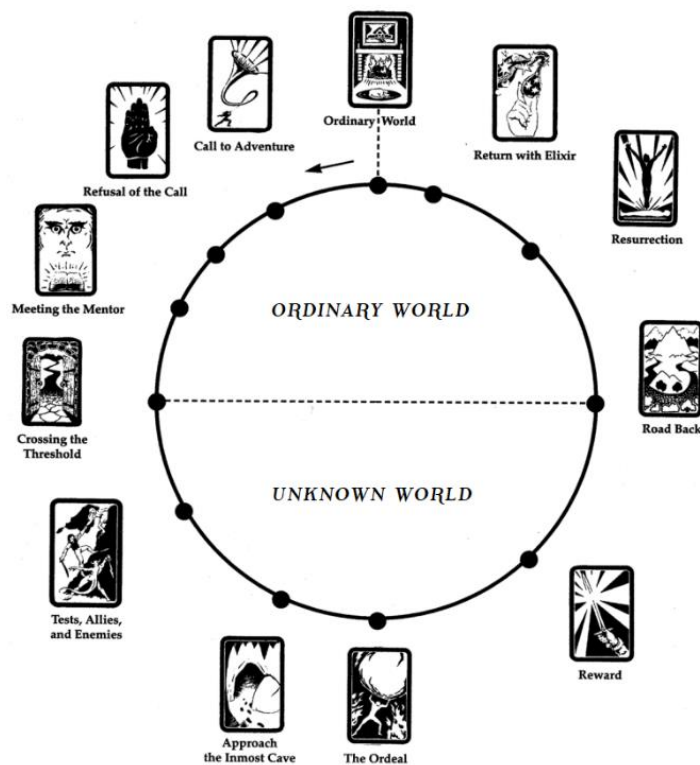 Ordinary World
Call to Adventure
Refusal of the Call
Meeting the Mentor
Crossing the
Threshold
Tests, Allies,
and Enemies
Approach
the Inmost Cave
The Ordeal
Reward
Road Back
Resurrection
Return with Elixir
ORDINARY WORLD
UNKNOWN WORLD